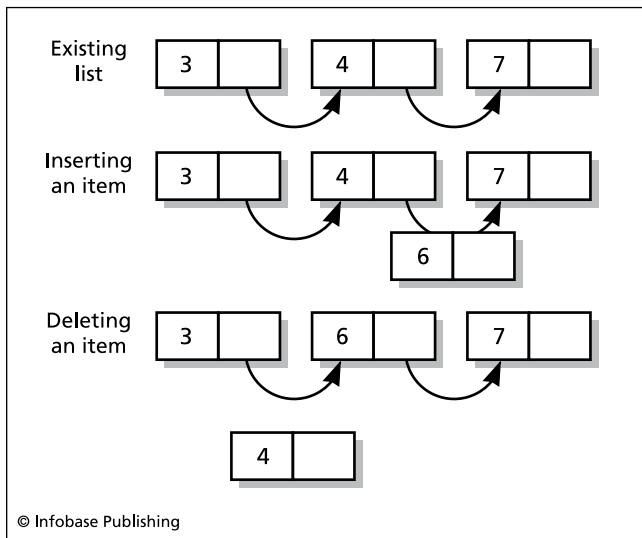 Existing
list
3 4 7
Inserting
an item
3 4 7
6
Deleting
an item
3 6 7
4
© Infobase Publishing